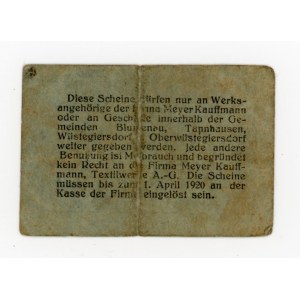 Diese Scheine dürfen nur an Werks-
angehörige der Firma Meyer Kauffmann
oder an Geschäfte innerhalb der Ge-
meinden Blumenau, Tannhausen,
Wüstegiersdorf, Oberwüstegiersdorf
weiter gegeben werden. Jede andere
Benutzung ist Mißbrauch und begründet
kein Recht an die Firma Meyer Kauff-
mann, Textilwerke A.-G. Die Scheine
müssen bis zum 1. April 1920 an der
Kasse der Firma eingelöst sein.